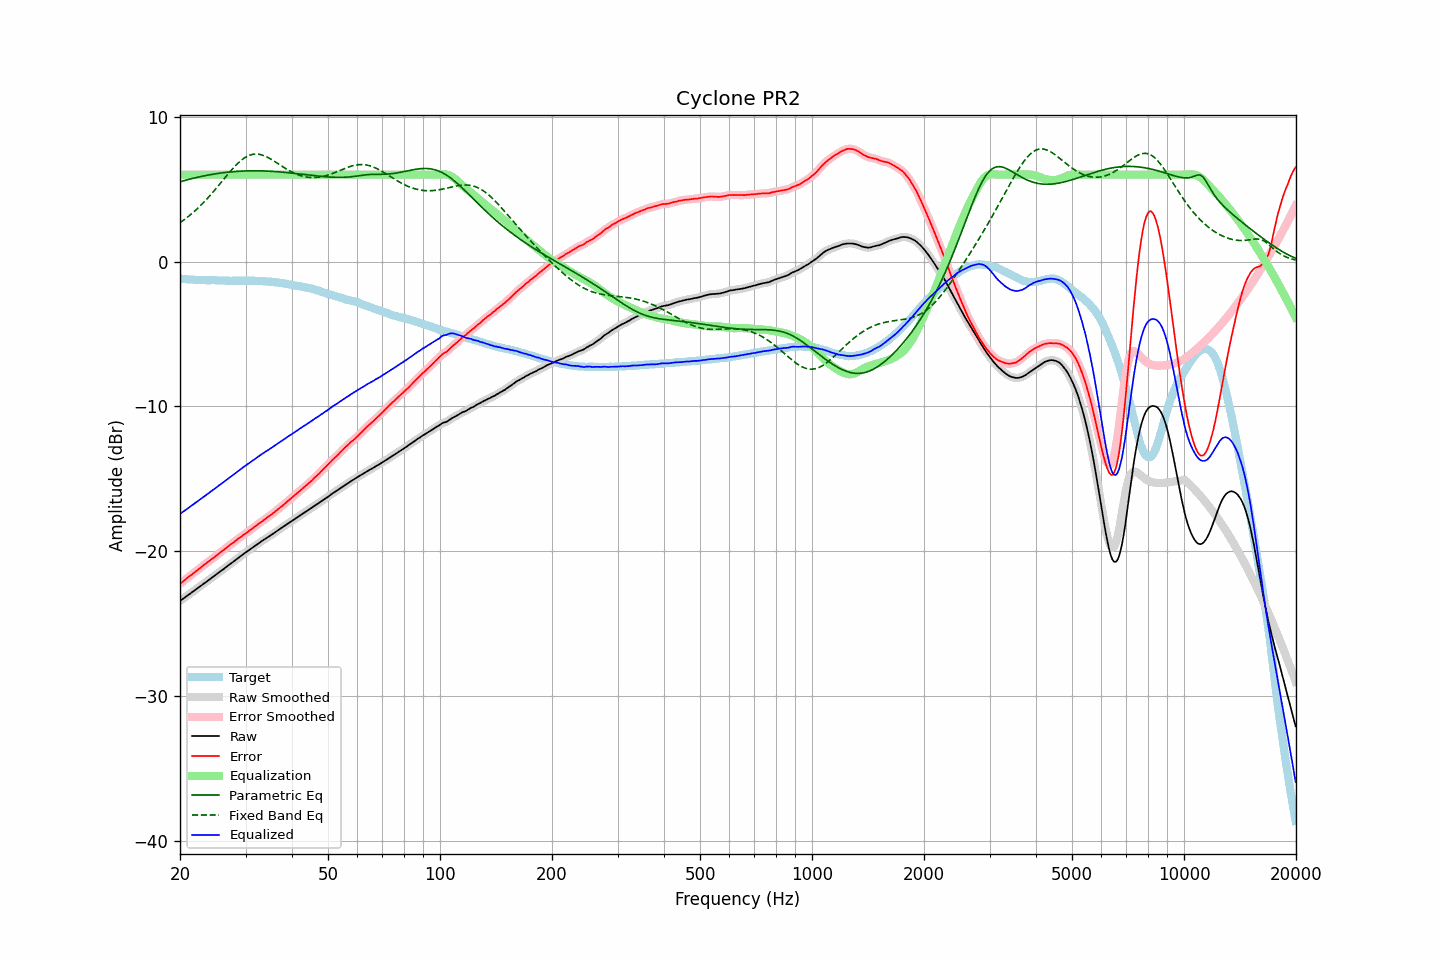 Cyclone PR2
10
0
−10
−20
−30
−40
Amplitude (dBr)
Target
Raw Smoothed
Error Smoothed
Raw
Error
Equalization
Parametric Eq
Fixed Band Eq
Equalized
20
50
100
200
500
1000
2000
5000
10000
20000
Frequency (Hz)